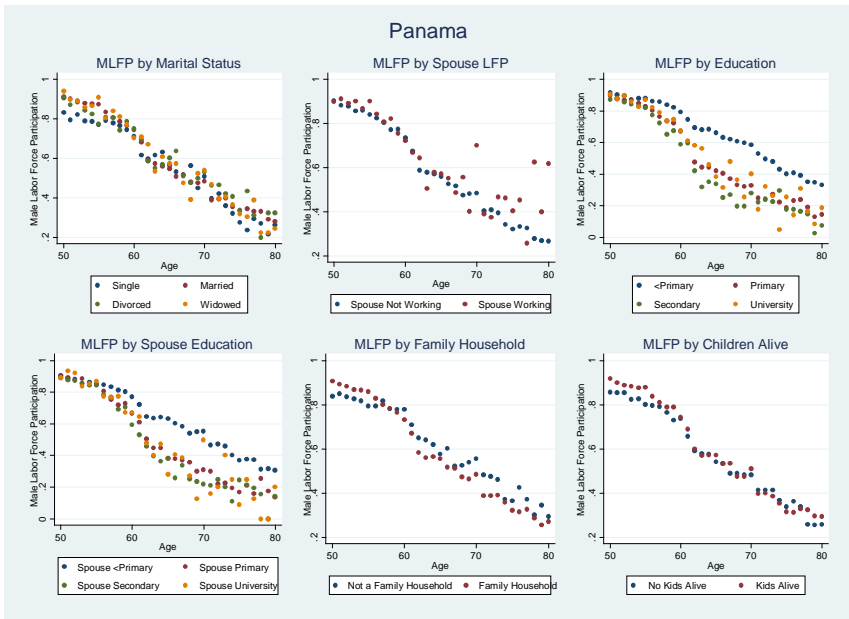 Panama
MLFP by Marital Status
Male Labor Force Participation
1
.8
.6
.4
.2
50 60 70 80
Age
Single Married
Divorced Widowed
MLFP by Spouse LFP
Male Labor Force Participation
1
.8
.6
.4
.2
50 60 70 80
Age
Spouse Not Working Spouse Working
MLFP by Education
Male Labor Force Participation
1
.8
.6
.4
.2
0
50 60 70 80
Age
<Primary Primary
Secondary University
MLFP by Spouse Education
Male Labor Force Participation
1
.8
.6
.4
.2
0
50 60 70 80
Age
Spouse <Primary Spouse Primary
Spouse Secondary Spouse University
MLFP by Family Household
Male Labor Force Participation
1
.8
.6
.4
.2
50 60 70 80
Age
Not a Family Household Family Household
MLFP by Children Alive
Male Labor Force Participation
1
.8
.6
.4
.2
50 60 70 80
Age
No Kids Alive Kids Alive